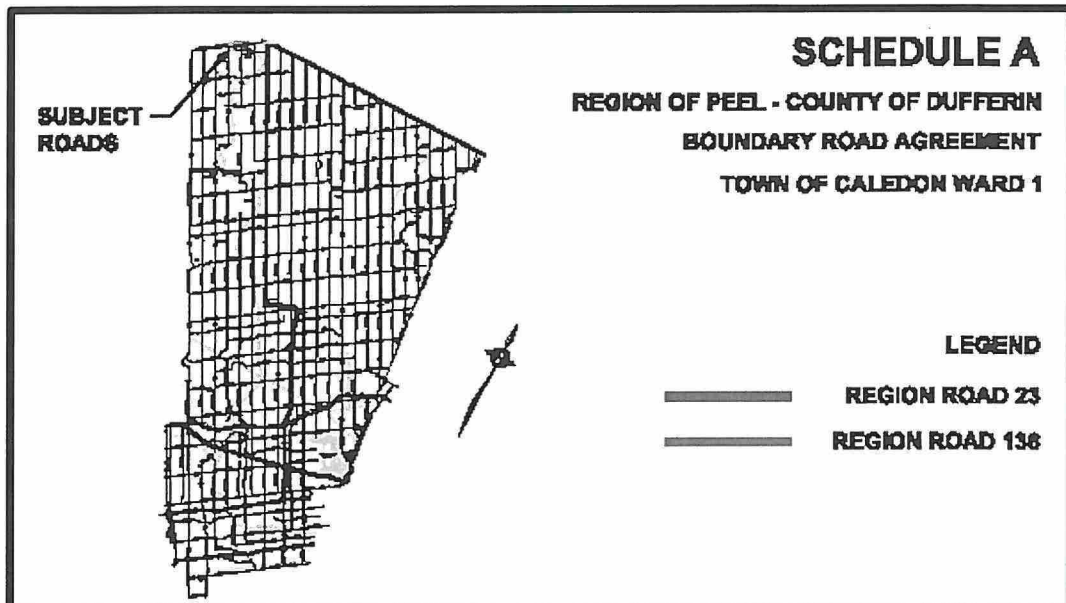 SCHEDULE A
REGION OF PEEL - COUNTY OF DUFFERIN
BOUNDARY ROAD AGREEMENT
TOWN OF CALEDON WARD 1
SUBJECT
ROADS
LEGEND
REGION ROAD 23
REGION ROAD 136